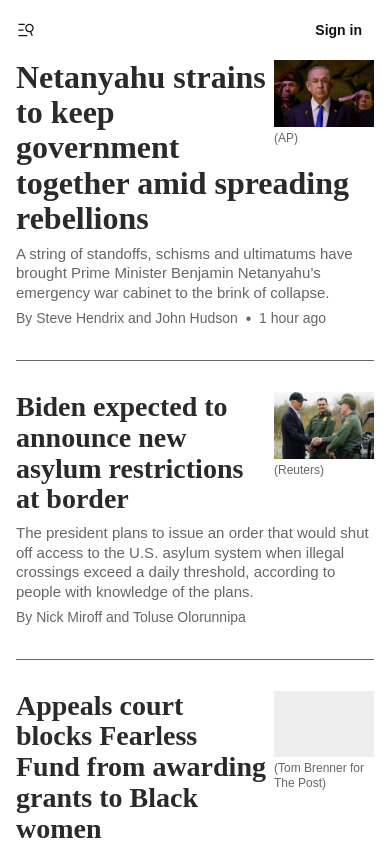 Sign in
Netanyahu strains
to keep
government
together amid spreading
rebellions
(AP)
A string of standoffs, schisms and ultimatums have
brought Prime Minister Benjamin Netanyahu’s
emergency war cabinet to the brink of collapse.
By Steve Hendrix and John Hudson • 1 hour ago
Biden expected to
announce new
asylum restrictions
at border
(Reuters)
The president plans to issue an order that would shut
off access to the U.S. asylum system when illegal
crossings exceed a daily threshold, according to
people with knowledge of the plans.
By Nick Miroff and Toluse Olorunnipa
Appeals court
blocks Fearless
Fund from awarding
grants to Black
women
(Tom Brenner for
The Post)